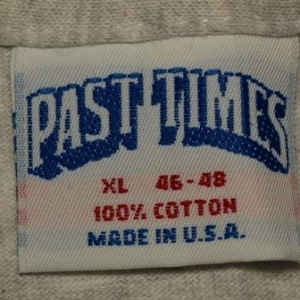 PAST TIMES
XL 46-48
100% COTTON
MADE IN U.S.A.